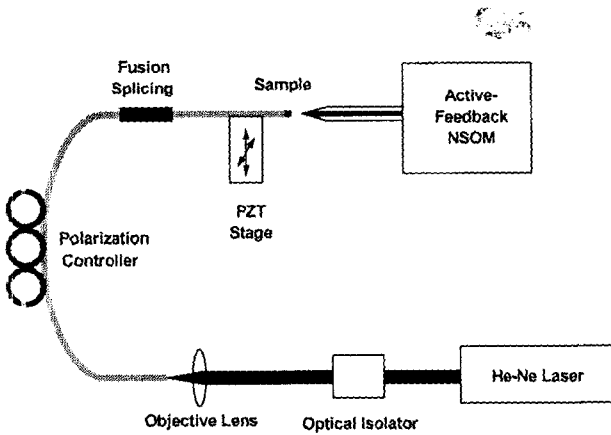 Fusion
Splicing
Sample
Active-
Feedback
NSOM
PZT
Stage
Polarization
Controller
Objective Lens
Optical Isolator
He-Ne Laser